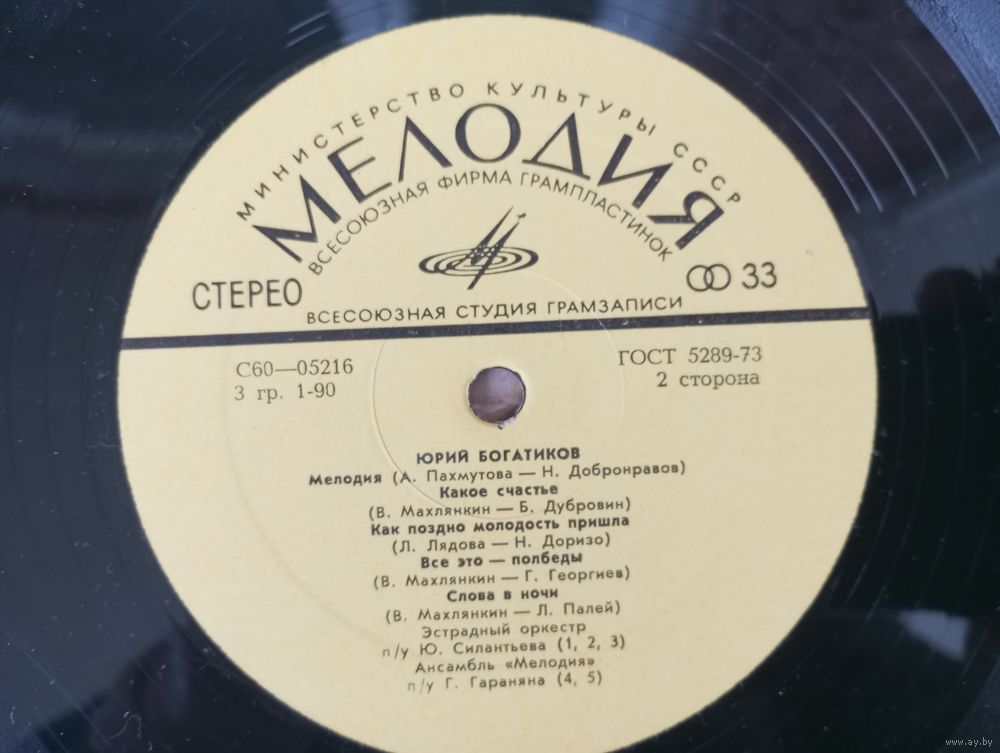 МИНИСТЕРСТВО КУЛЬТУРЫ СССР
МЕЛОДИЯ
ВСЕСОЮЗНАЯ ФИРМА ГРАМПЛАСТИНОК
СТЕРЕО
33
ВСЕСОЮЗНАЯ СТУДИЯ ГРАМЗАПИСИ
С60—05216
ГОСТ 5289-73
3 гр. 1-90
2 сторона
ЮРИЙ БОГАТИКОВ
Мелодия (А. Пахмутова — Н. Добронравов)
Какое счастье
(В. Махлянкин — Б. Дубровин)
Как поздно молодость пришла
(Л. Лядова — Н. Доризо)
Все это — полбеды
(В. Махлянкин — Г. Георгиев)
Слова в ночи
(В. Махлянкин — Л. Палей)
Эстрадный оркестр
п/у Ю. Силантьева (1, 2, 3)
Ансамбль «Мелодия»
п/у Г. Гараняна (4, 5)
www.ay.by